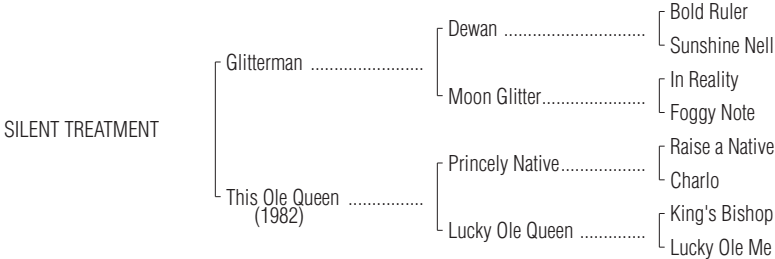 Bold Ruler
Dewan ..............................
Sunshine Nell
Glitterman ........................
In Reality
Moon Glitter......................
Foggy Note
SILENT TREATMENT
Raise a Native
Princely Native..................
Charlo
This Ole Queen ................
(1982)
King's Bishop
Lucky Ole Queen ..............
Lucky Ole Me